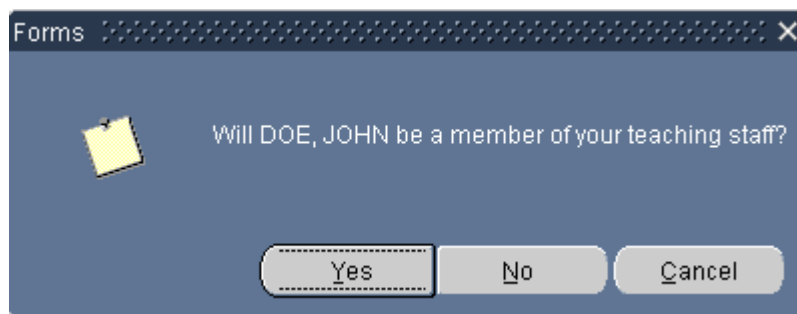 Forms
Will DOE, JOHN be a member of your teaching staff?
Yes No Cancel